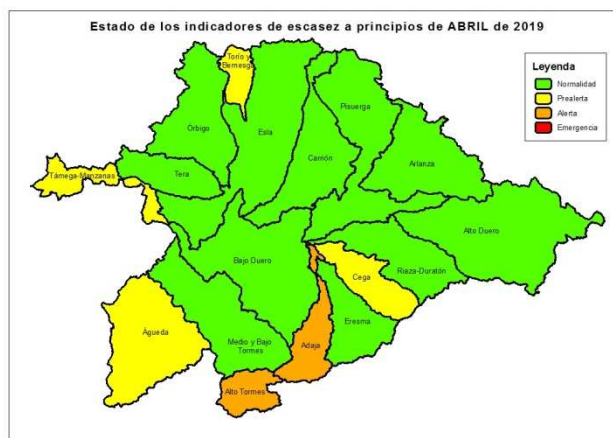 Estado de los indicadores de escasez a principios de ABRIL de 2019
Leyenda
Normalidad
Prealerta
Alerta
Emergencia
Torío y
Bernesga
Pisuerga
Órbigo
Esla
Carrión
Arlanza
Tera
Támega-Manzanas
Alto Duero
Bajo Duero
Riaza-Duratón
Cega
Águeda
Medio y Bajo
Tormes
Adaja
Eresma
Alto Tormes